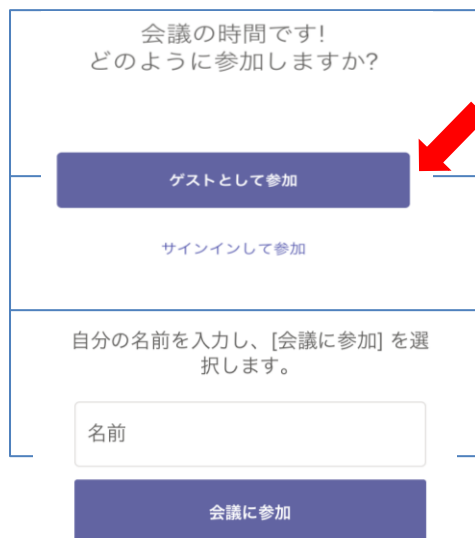 会議の時間です!
どのように参加しますか?
ゲストとして参加
サインインして参加
自分の名前を入力し、[会議に参加] を選
択します。
名前
会議に参加